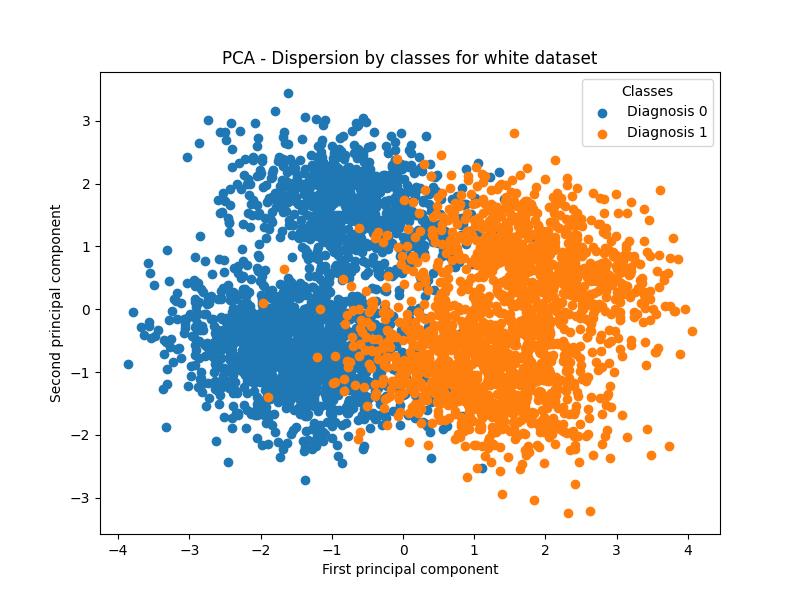 PCA - Dispersion by classes for white dataset
Classes
Diagnosis 0
Diagnosis 1
3
2
1
0
−1
−2
−3
Second principal component
−4 −3 −2 −1 0 1 2 3 4
First principal component